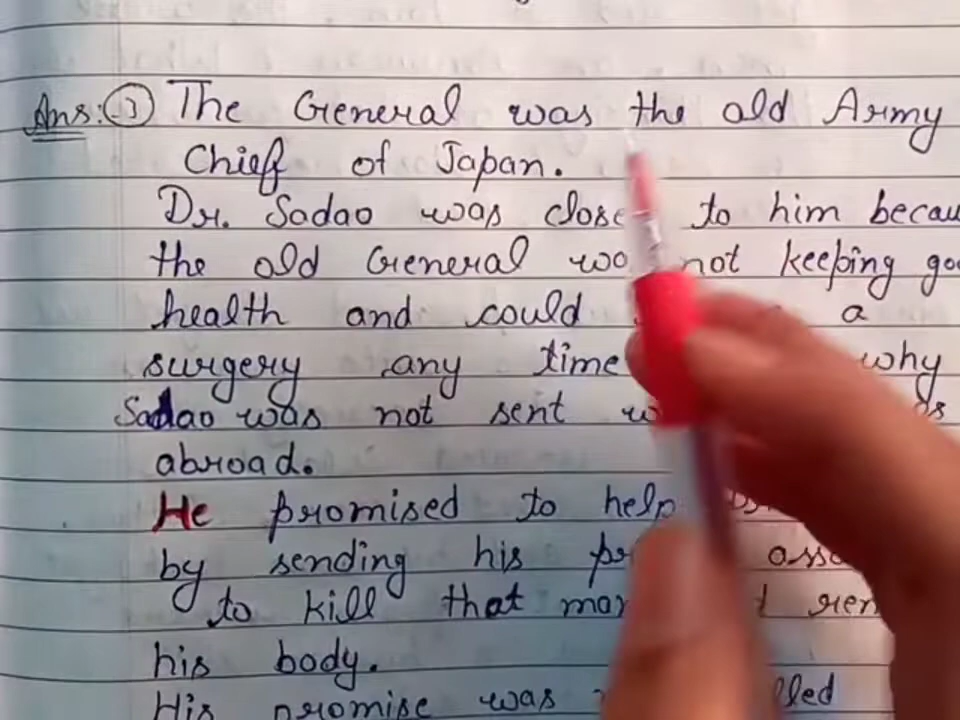 Ans:-① The General was the old Army
Chief of Japan.
Dr. Sadao was close to him
the old General not keeping
health and could a
surgery any time why
Sadao was not sent
abroad.
He promised to help
by sending his
to kill that
his body.
His promise was